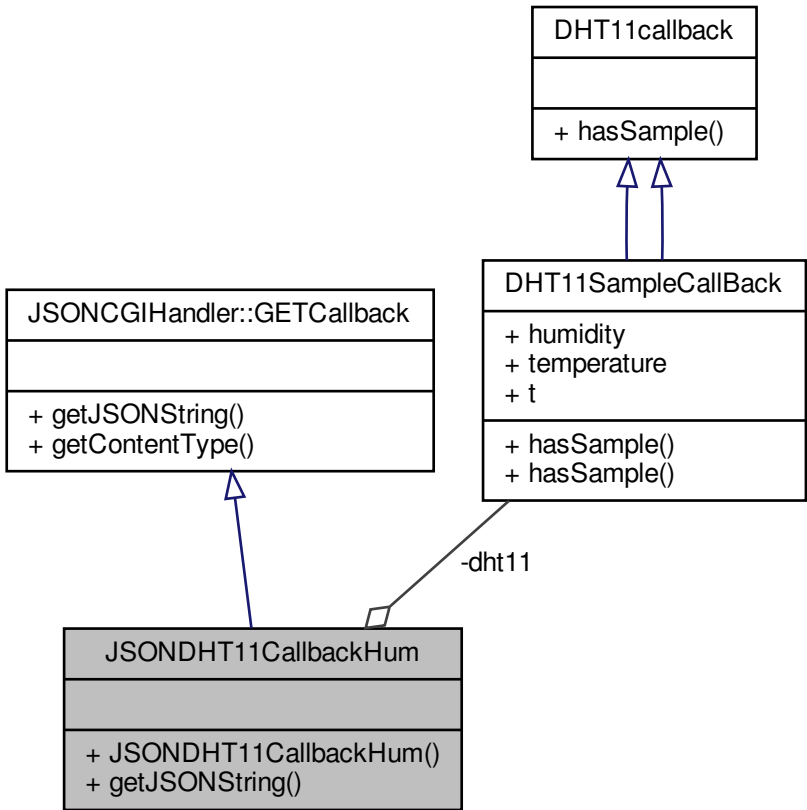 DHT11callback
+ hasSample()
DHT11SampleCallBack
+ humidity
+ temperature
+ t
+ hasSample()
+ hasSample()
JSONCGIHandler::GETCallback
+ getJSONString()
+ getContentType()
-dht11
JSONDHT11CallbackHum
+ JSONDHT11CallbackHum()
+ getJSONString()